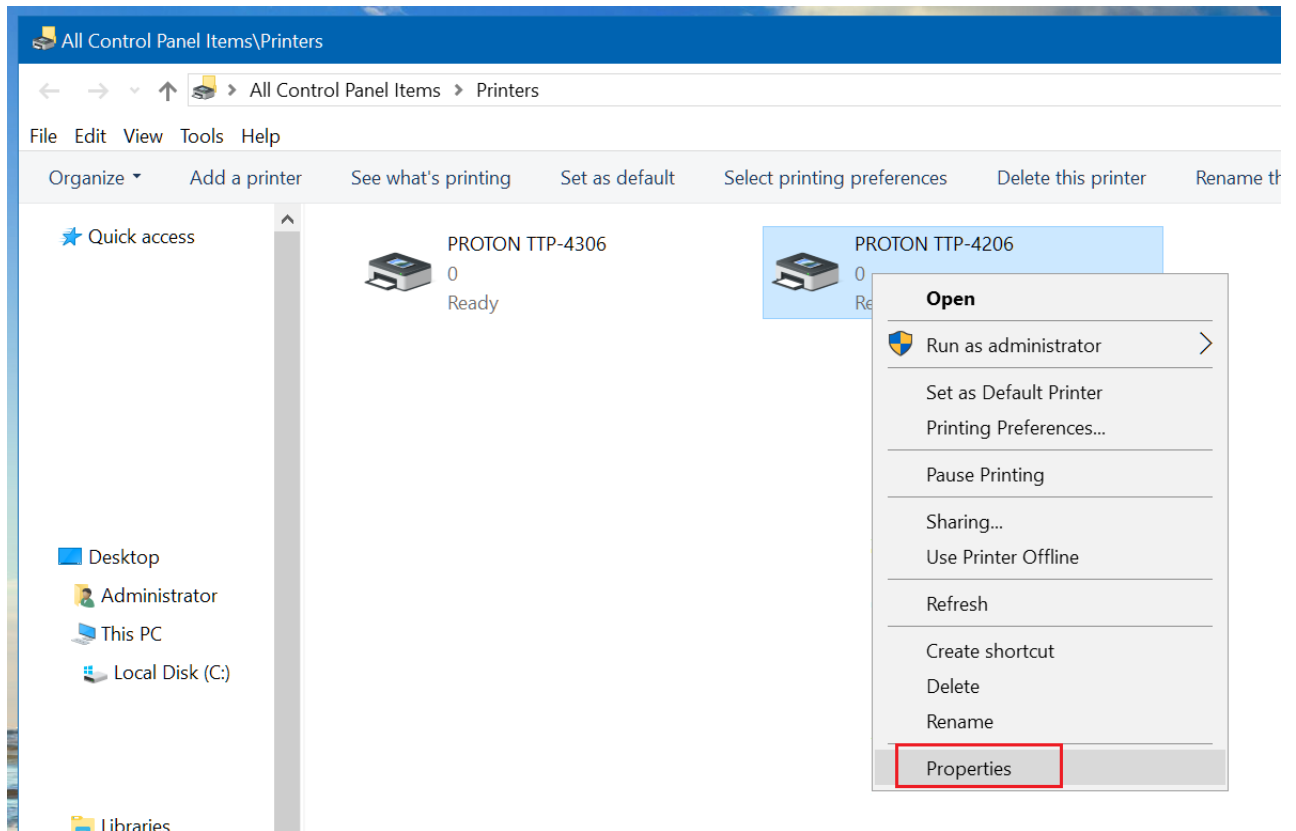 All Control Panel Items\Printers
All Control Panel Items > Printers
File Edit View Tools Help
Organize Add a printer See what's printing Set as default Select printing preferences Delete this printer Rename
Quick access
Desktop
Administrator
This PC
Local Disk (C:)
Libraries
PROTON TTP-4306
0
Ready
PROTON TTP-4206
0
Open
Run as administrator
Set as Default Printer
Printing Preferences...
Pause Printing
Sharing...
Use Printer Offline
Refresh
Create shortcut
Delete
Rename
Properties